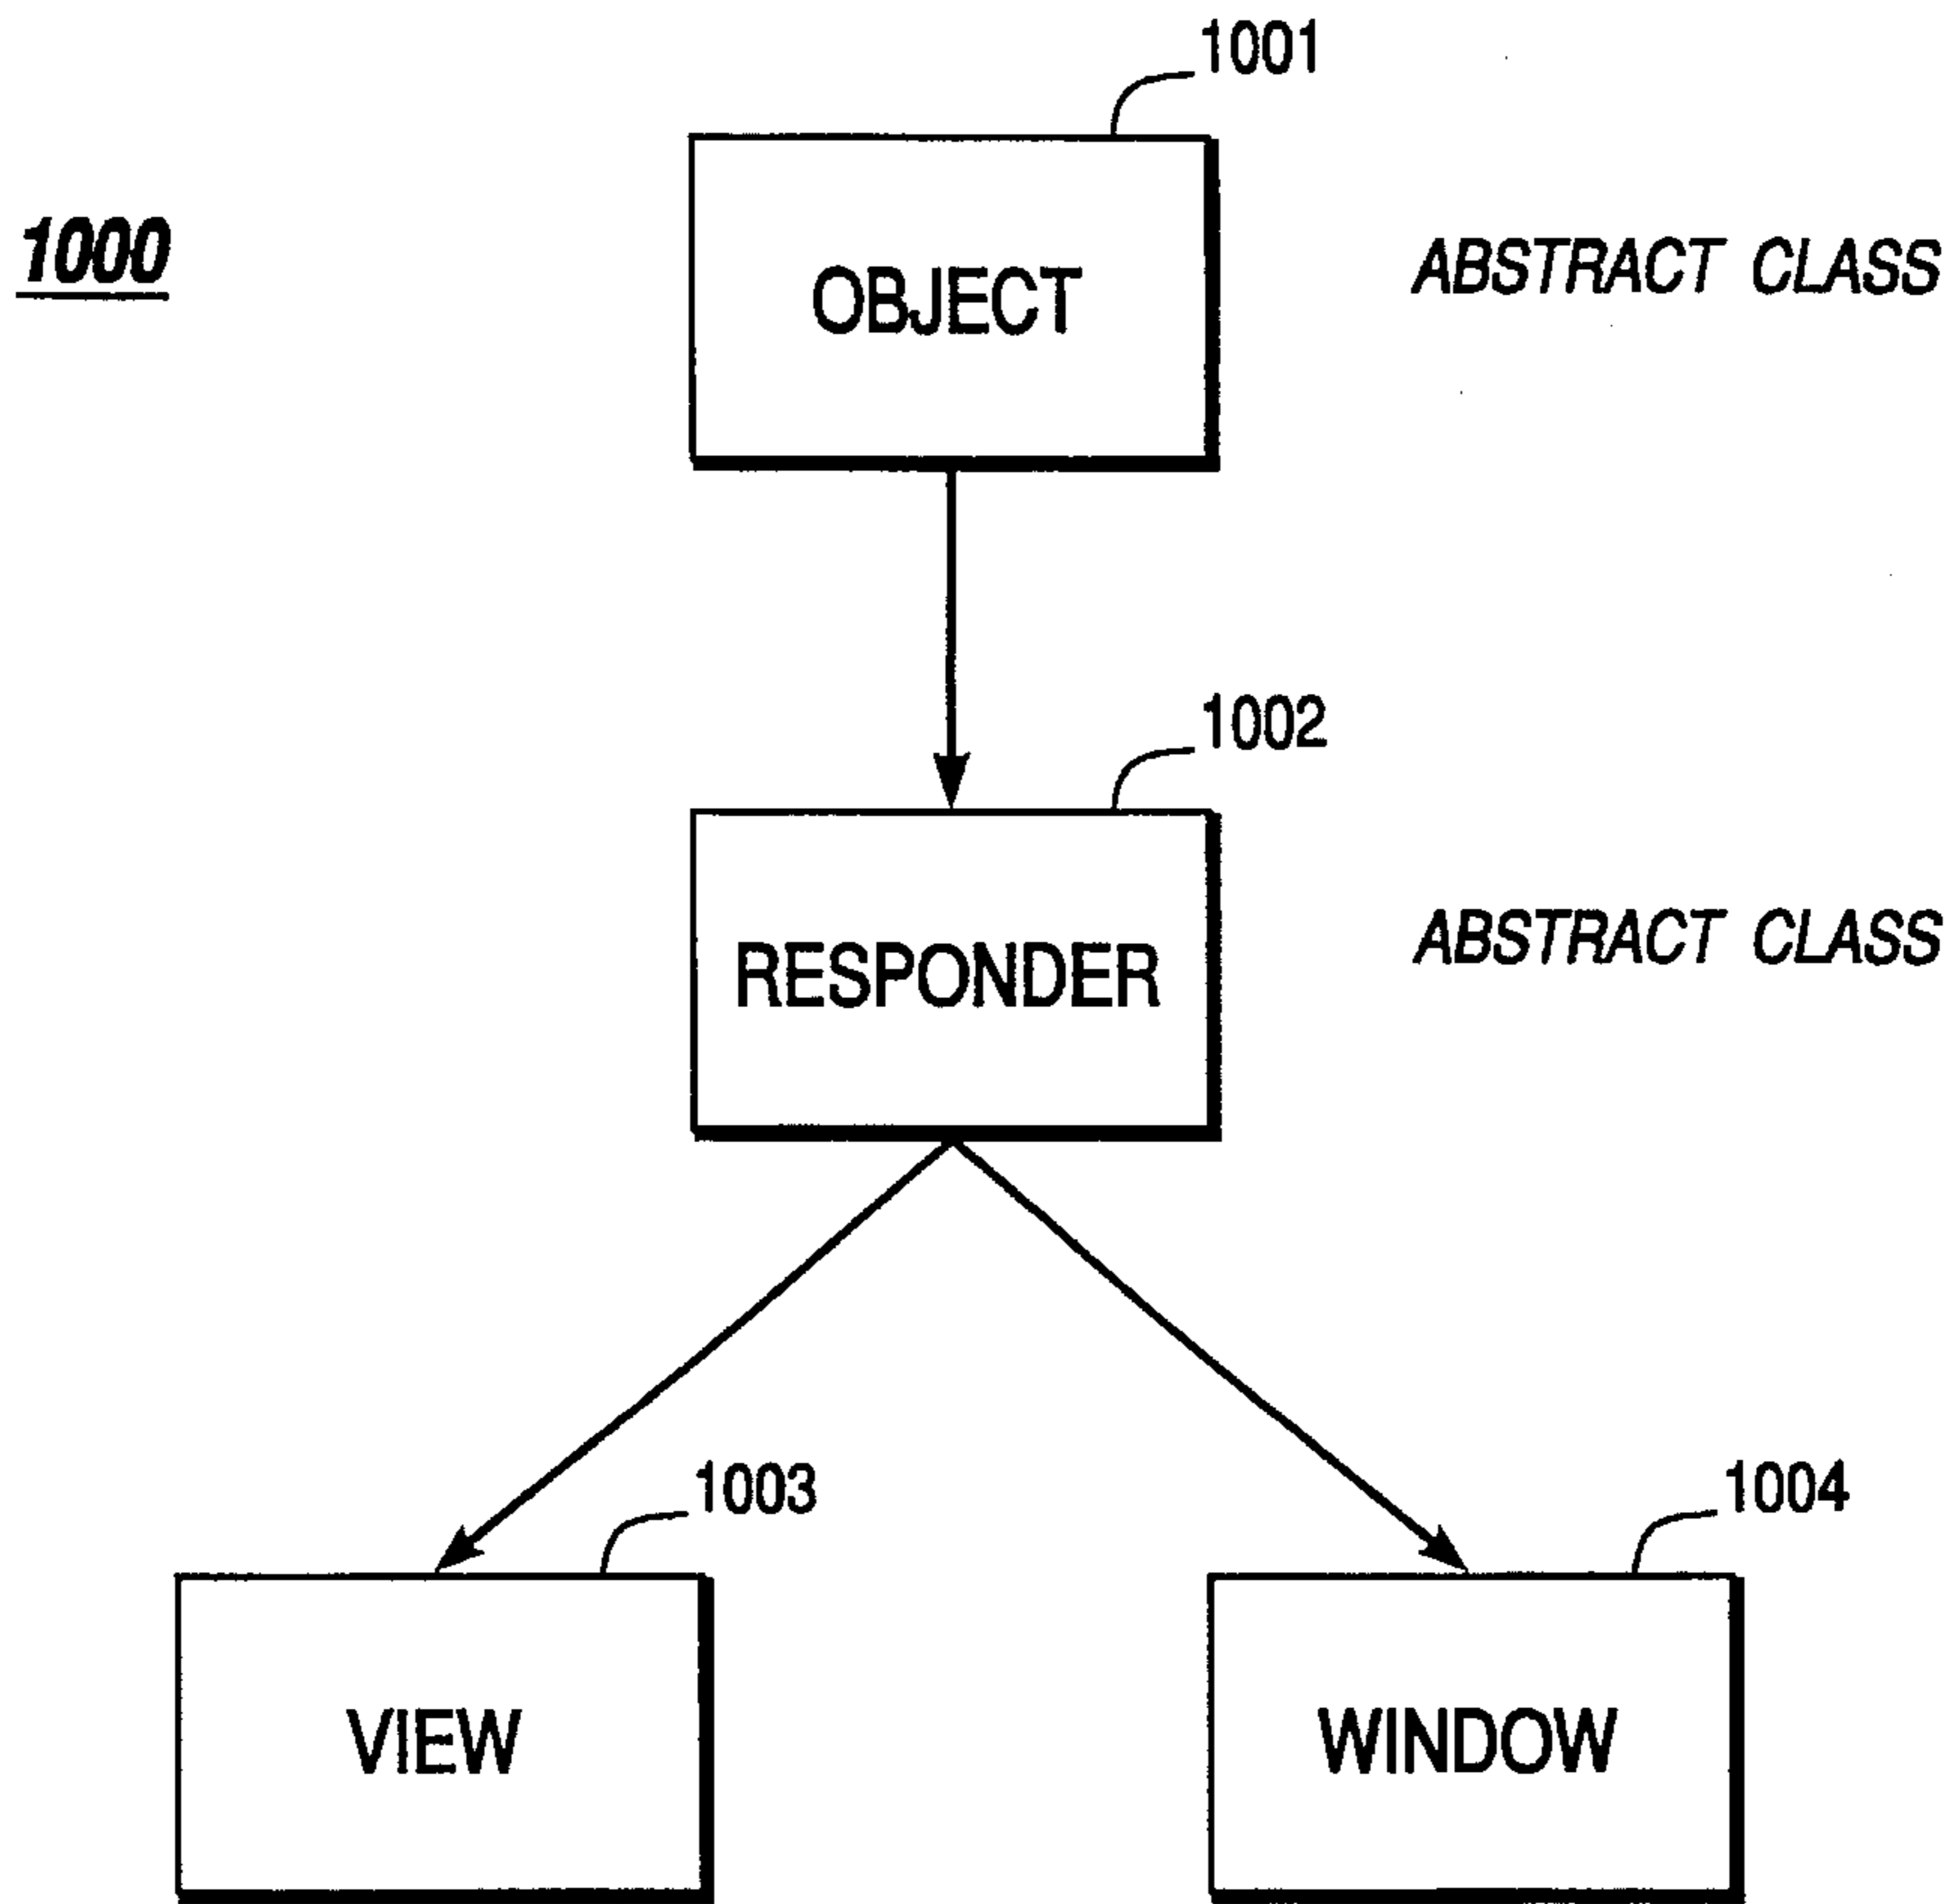 1001
1000
OBJECT
ABSTRACT CLASS
1002
RESPONDER
ABSTRACT CLASS
1003
1004
VIEW
WINDOW